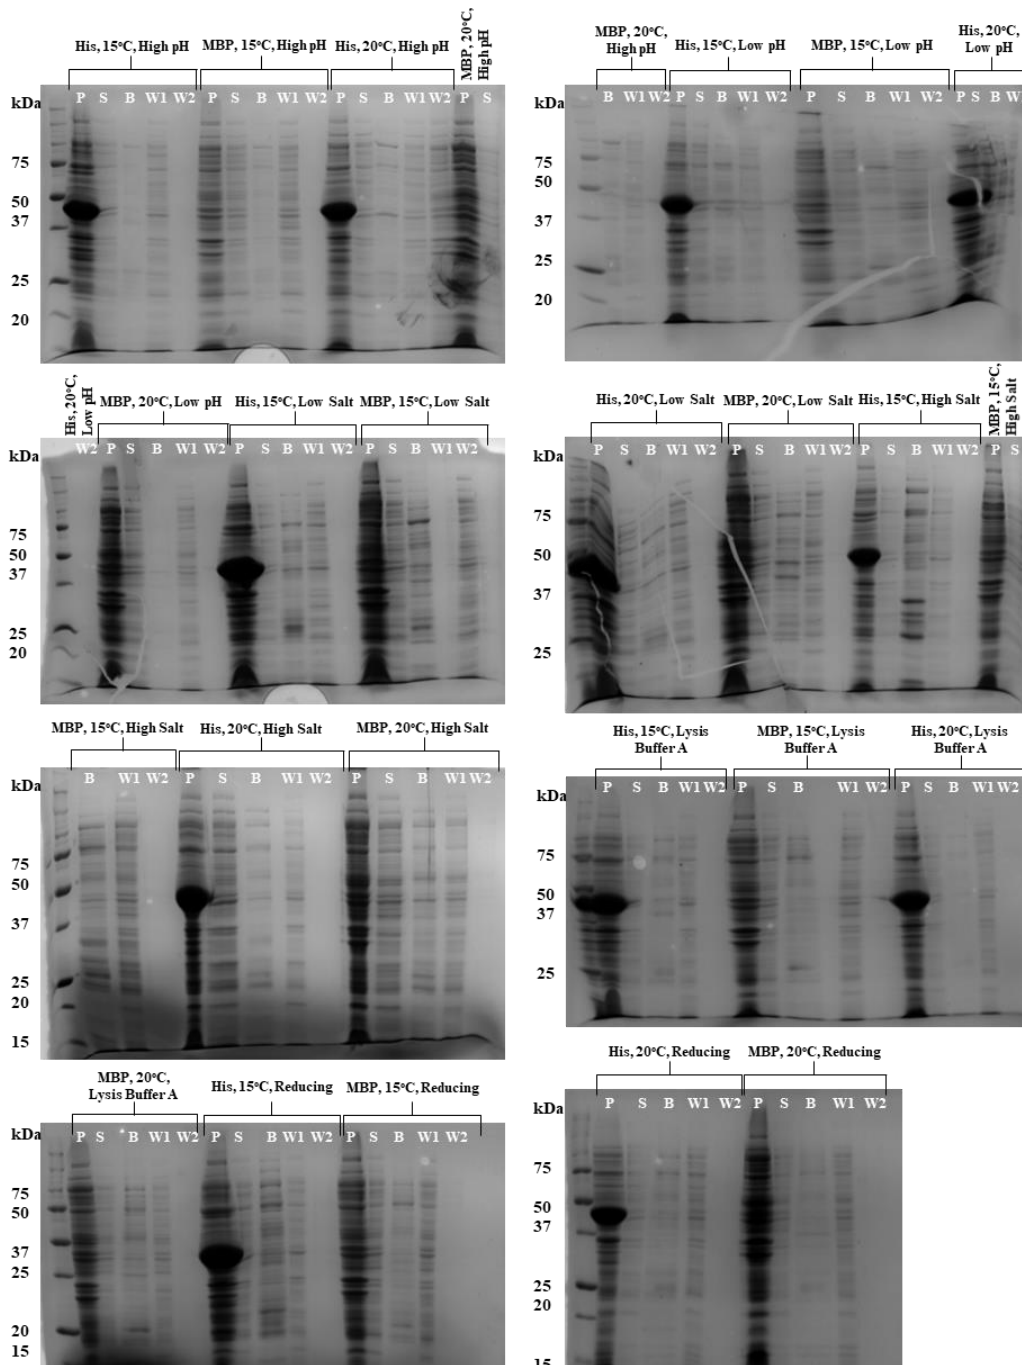 His, 15°C, High pH
MBP, 15°C, High pH
His, 20°C, High pH
MBP, 20°C,
High pH
kDa
P S B W1 W2 P S B W1 W2 P S B W1 W2 P S
75
50
37
25
20
MBP, 20°C,
High pH
His, 15°C, Low pH
MBP, 15°C, Low pH
His, 20°C,
Low pH
kDa
B W1 W2 P S B W1 W2 P S B W1 W2 P S B W
75
50
37
25
20
His, 20°C,
Low pH
MBP, 20°C, Low pH
His, 15°C, Low Salt
MBP, 15°C, Low Salt
kDa
W2 P S B W1 W2 P S B W1 W2 P S B W1 W2
75
50
37
25
20
His, 20°C, Low Salt
MBP, 20°C, Low Salt
His, 15°C, High Salt
MBP, 15°C,
High Salt
kDa
P S B W1 W2 P S B W1 W2 P S B W1 W2 P S
75
50
37
25
MBP, 15°C, High Salt
His, 20°C, High Salt
MBP, 20°C, High Salt
kDa
B W1 W2 P S B W1 W2 P S B W1 W2
75
50
37
25
20
15
His, 15°C, Lysis
Buffer A
MBP, 15°C, Lysis
Buffer A
His, 20°C, Lysis
Buffer A
kDa
P S B W1 W2 P S B W1 W2 P S B W1 W2
75
50
37
25
MBP, 20°C,
Lysis Buffer A
His, 15°C, Reducing
MBP, 15°C, Reducing
kDa
P S B W1 W2 P S B W1 W2 P S B W1 W2
75
50
37
25
20
15
His, 20°C, Reducing
MBP, 20°C, Reducing
kDa
P S B W1 W2 P S B W1 W2
75
50
37
25
20
15